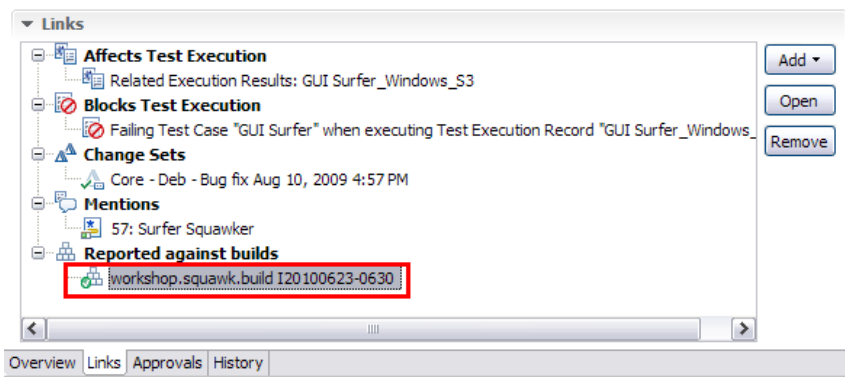 Links
Affects Test Execution
Add
Related Execution Results: GUI Surfer_Windows_S3
Blocks Test Execution
Open
Failing Test Case "GUI Surfer" when executing Test Execution Record "GUI Surfer_Windows_
Remove
Change Sets
Core - Deb - Bug fix Aug 10, 2009 4:57 PM
Mentions
57: Surfer Squawker
Reported against builds
workshop.squawk.build I20100623-0630
Overview Links Approvals History